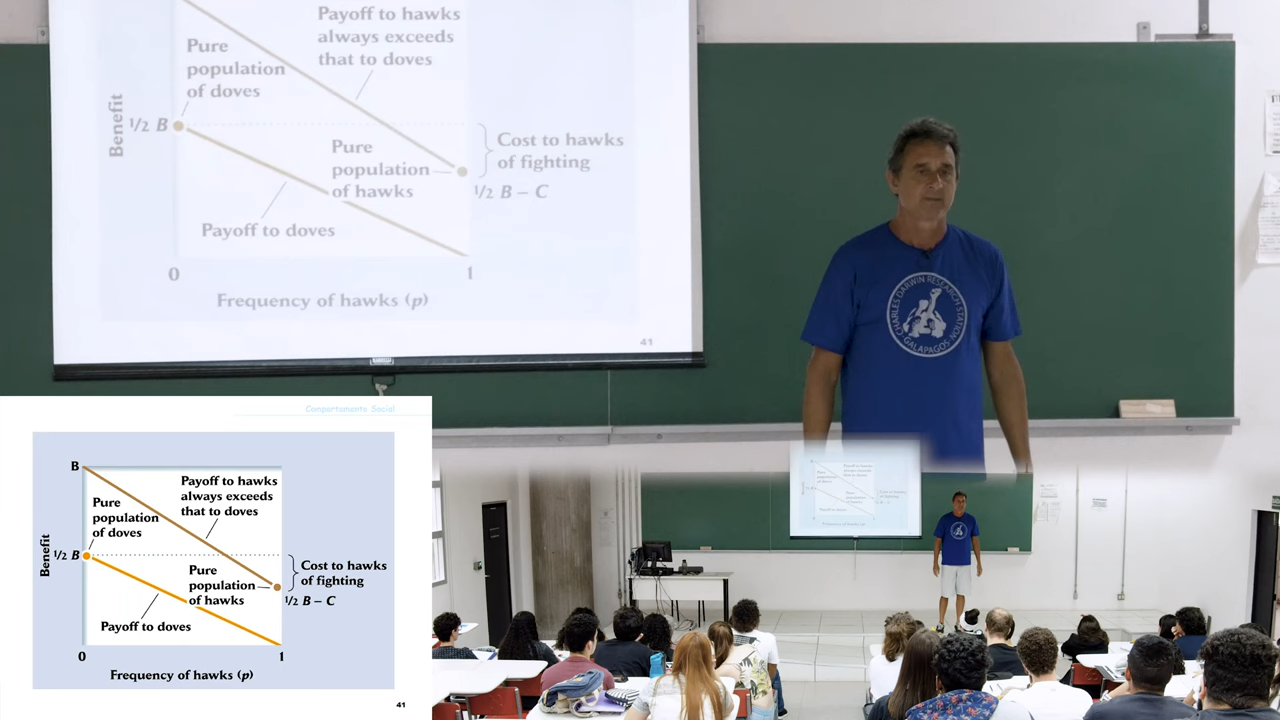 Payoff to hawks
always exceeds
that to doves
Pure
population
of doves
Benefit
1/2 B
Pure
population
of hawks
Cost to hawks
of fighting
1/2 B – C
Payoff to doves
0
1
Frequency of hawks (p)
41
CHARLES DARWIN RESEARCH STATION
GALAPAGOS
Comportamento Social
B
Payoff to hawks
always exceeds
that to doves
Pure
population
of doves
Benefit
1/2 B
Cost to hawks
of fighting
Pure
population
of hawks
1/2 B – C
Payoff to doves
0
1
Frequency of hawks (p)
41